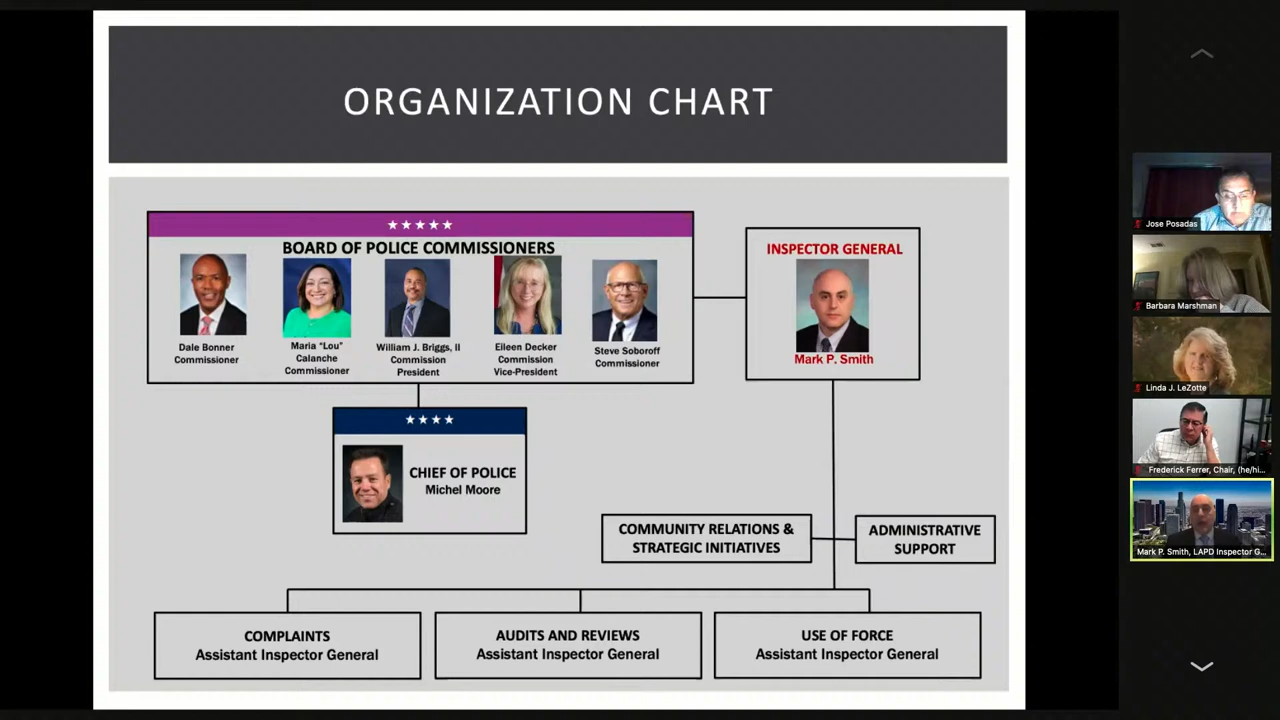 ORGANIZATION CHART
BOARD OF POLICE COMMISSIONERS
Dale Bonner
Commissioner
Maria "Lou"
Calanche
Commissioner
William J. Briggs, II
Commission
President
Eileen Decker
Commission
Vice-President
Steve Soboroff
Commissioner
INSPECTOR GENERAL
Mark P. Smith
CHIEF OF POLICE
Michel Moore
COMMUNITY RELATIONS &
STRATEGIC INITIATIVES
ADMINISTRATIVE
SUPPORT
COMPLAINTS
Assistant Inspector General
AUDITS AND REVIEWS
Assistant Inspector General
USE OF FORCE
Assistant Inspector General
Jose Posadas
Barbara Marshman
Linda J. LeZotte
Frederick Ferrer, Chair, (he/hi...
Mark P. Smith, LAPD Inspector G...